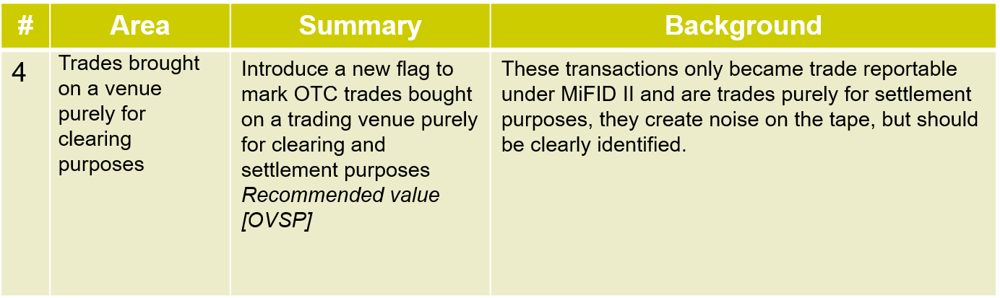 # Area Summary Background
4
Trades brought
on a venue
purely for
clearing
purposes
Introduce a new flag to
mark OTC trades bought
on a trading venue purely
for clearing and
settlement purposes
Recommended value
[OVSP]
These transactions only became trade reportable
under MiFID II and are trades purely for settlement
purposes, they create noise on the tape, but should
be clearly identified.